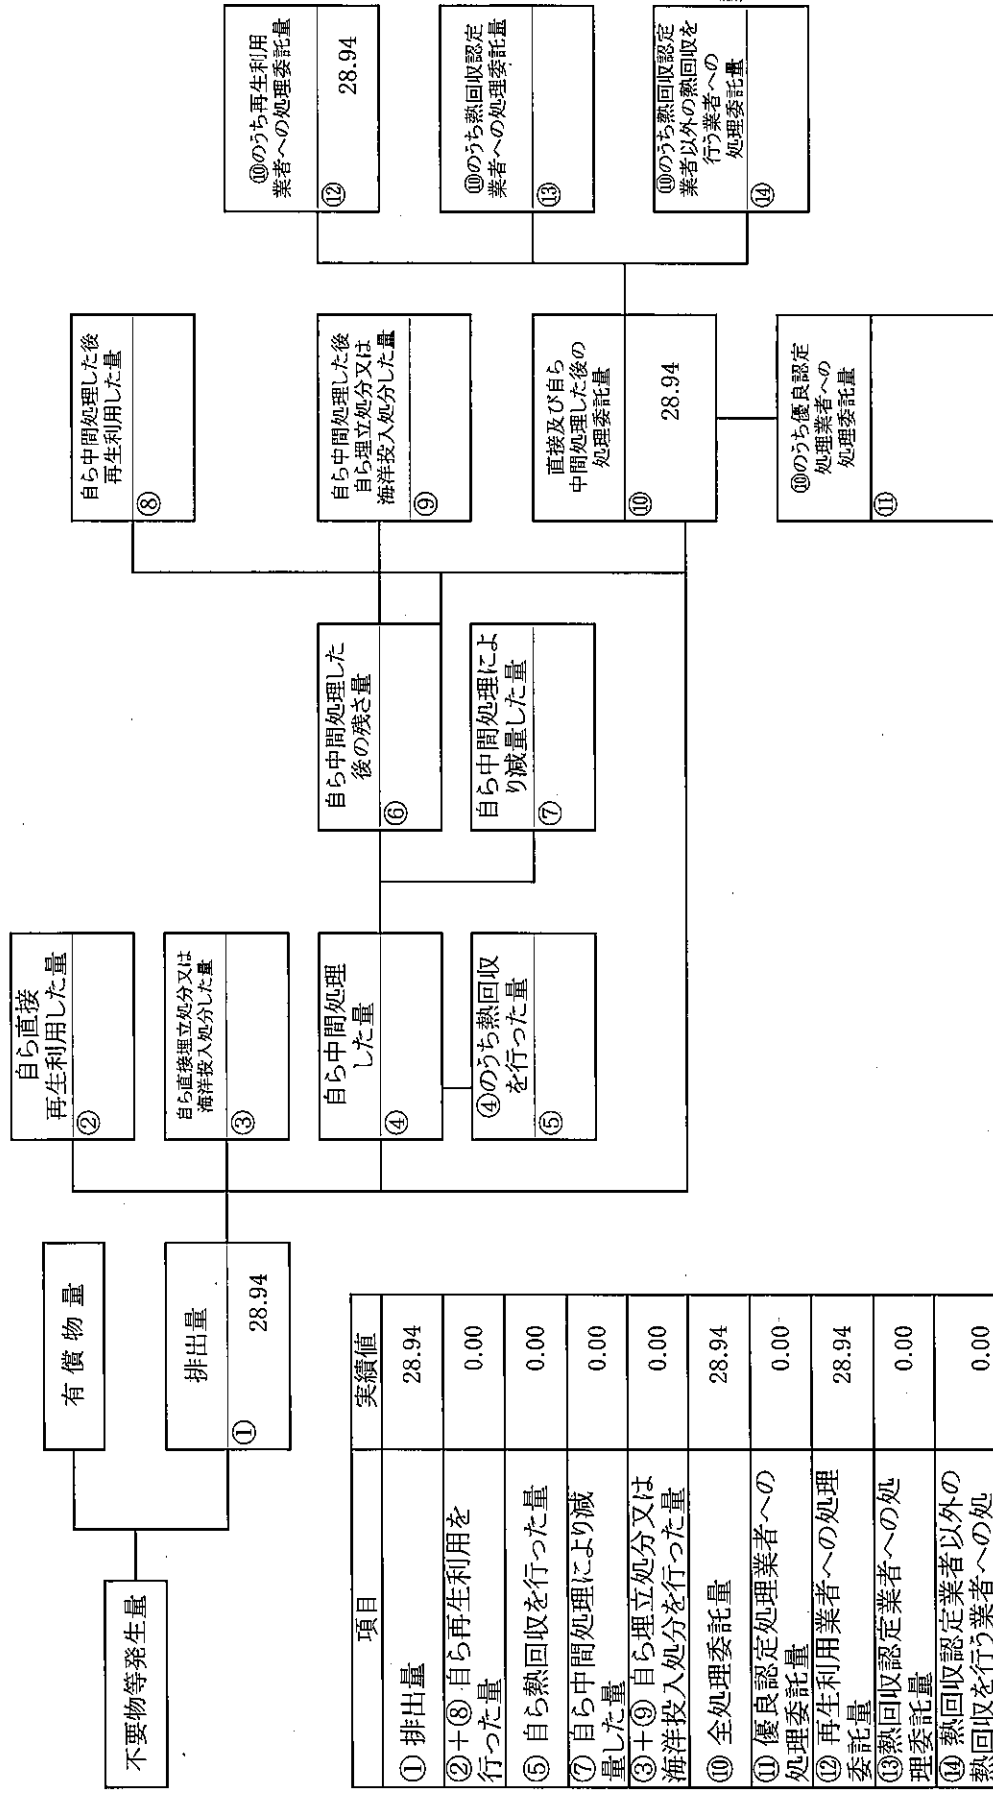 不要物等発生量
有償物量
排出量
①
28.94
自ら直接
再生利用した量
②
自ら直接埋立処分又は
海洋投入処分した量
③
自ら中間処理
した量
④
④のうち熱回収
を行った量
⑤
自ら中間処理した
後の残さ量
⑥
自ら中間処理によ
り減量した量
⑦
自ら中間処理した後
再生利用した量
⑧
自ら中間処理した後
自ら埋立処分又は
海洋投入処分した量
⑨
直接及び自ら
中間処理した後の
処理委託量
⑩
28.94
⑩のうち優良認定
処理業者への
処理委託量
⑪
⑩のうち再生利用
業者への処理委託量
⑫
28.94
⑩のうち熱回収認定
業者への処理委託量
⑬
⑩のうち熱回収認定
業者以外の熱回収を
行う業者への
処理委託量
⑭
項目 実績値
① 排出量 28.94
②+⑧ 自ら再生利用を
行った量 0.00
⑤ 自ら熱回収を行った量 0.00
⑦ 自ら中間処理により減
量した量 0.00
③+⑨ 自ら埋立処分又は
海洋投入処分を行った量 0.00
⑩ 全処理委託量 28.94
⑪ 優良認定処理業者への
処理委託量 0.00
⑫ 再生利用業者への処理
委託量 28.94
⑬熱回収認定業者への処
理委託量 0.00
⑭ 熱回収認定業者以外の
熱回収を行う業者への処 0.00